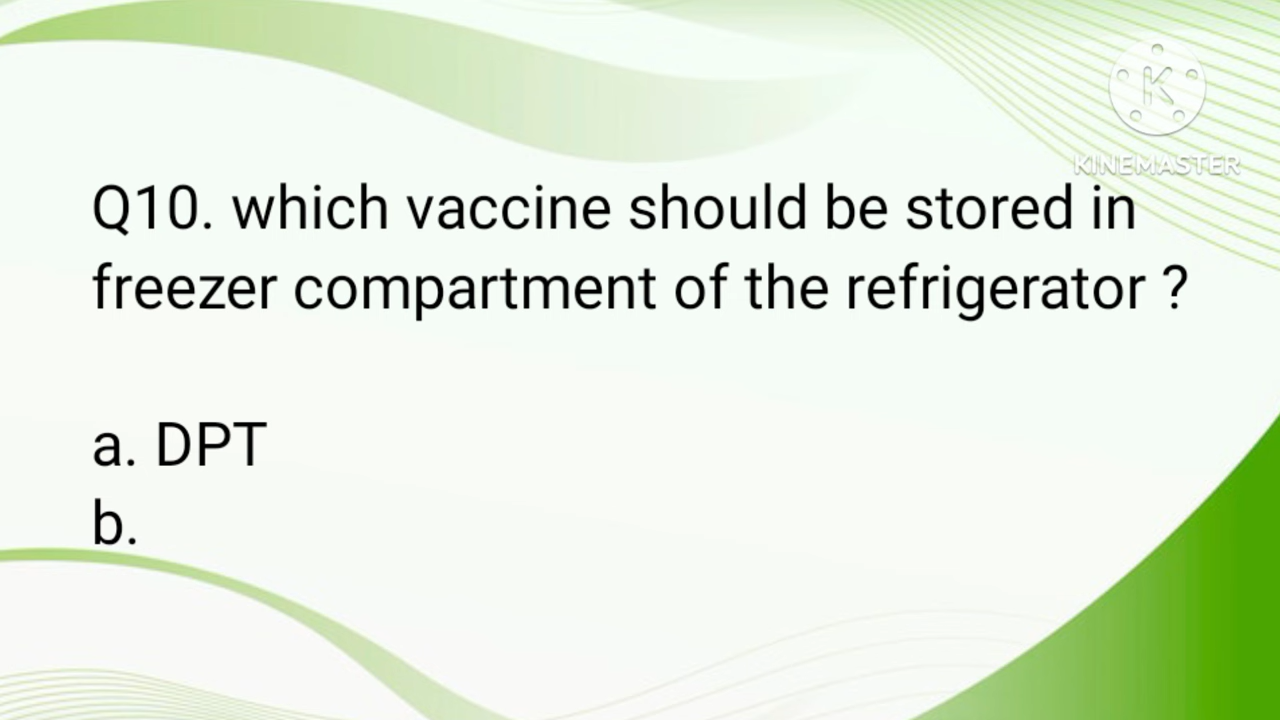 K
KINEMASTER
Q10. which vaccine should be stored in
freezer compartment of the refrigerator ?
a. DPT
b.